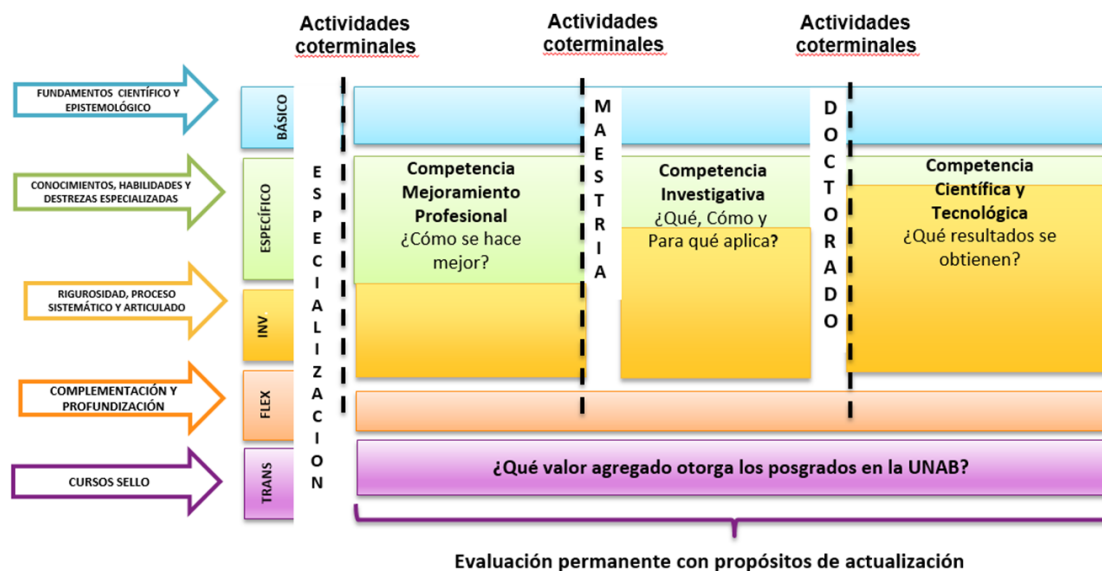 Actividades
coterminales
Actividades
coterminales
Actividades
coterminales
FUNDAMENTOS CIENTÍFICO Y
EPISTEMOLÓGICO
BÁSICO
CONOCIMIENTOS, HABILIDADES Y
DESTREZAS ESPECIALIZADAS
ESPECÍFICO
RIGUROSIDAD, PROCESO
SISTEMÁTICO Y ARTICULADO
INV
COMPLEMENTACIÓN Y
PROFUNDIZACIÓN
FLEX
CURSOS SELLO
TRANS
ESPECIALIZACION
Competencia
Mejoramiento
Profesional
¿Cómo se hace
mejor?
MAESTRIA
Competencia
Investigativa
¿Qué, Cómo y
Para qué aplica?
DOCTORADO
Competencia
Científica y
Tecnológica
¿Qué resultados se
obtienen?
¿Qué valor agregado otorga los posgrados en la UNAB?
Evaluación permanente con propósitos de actualización